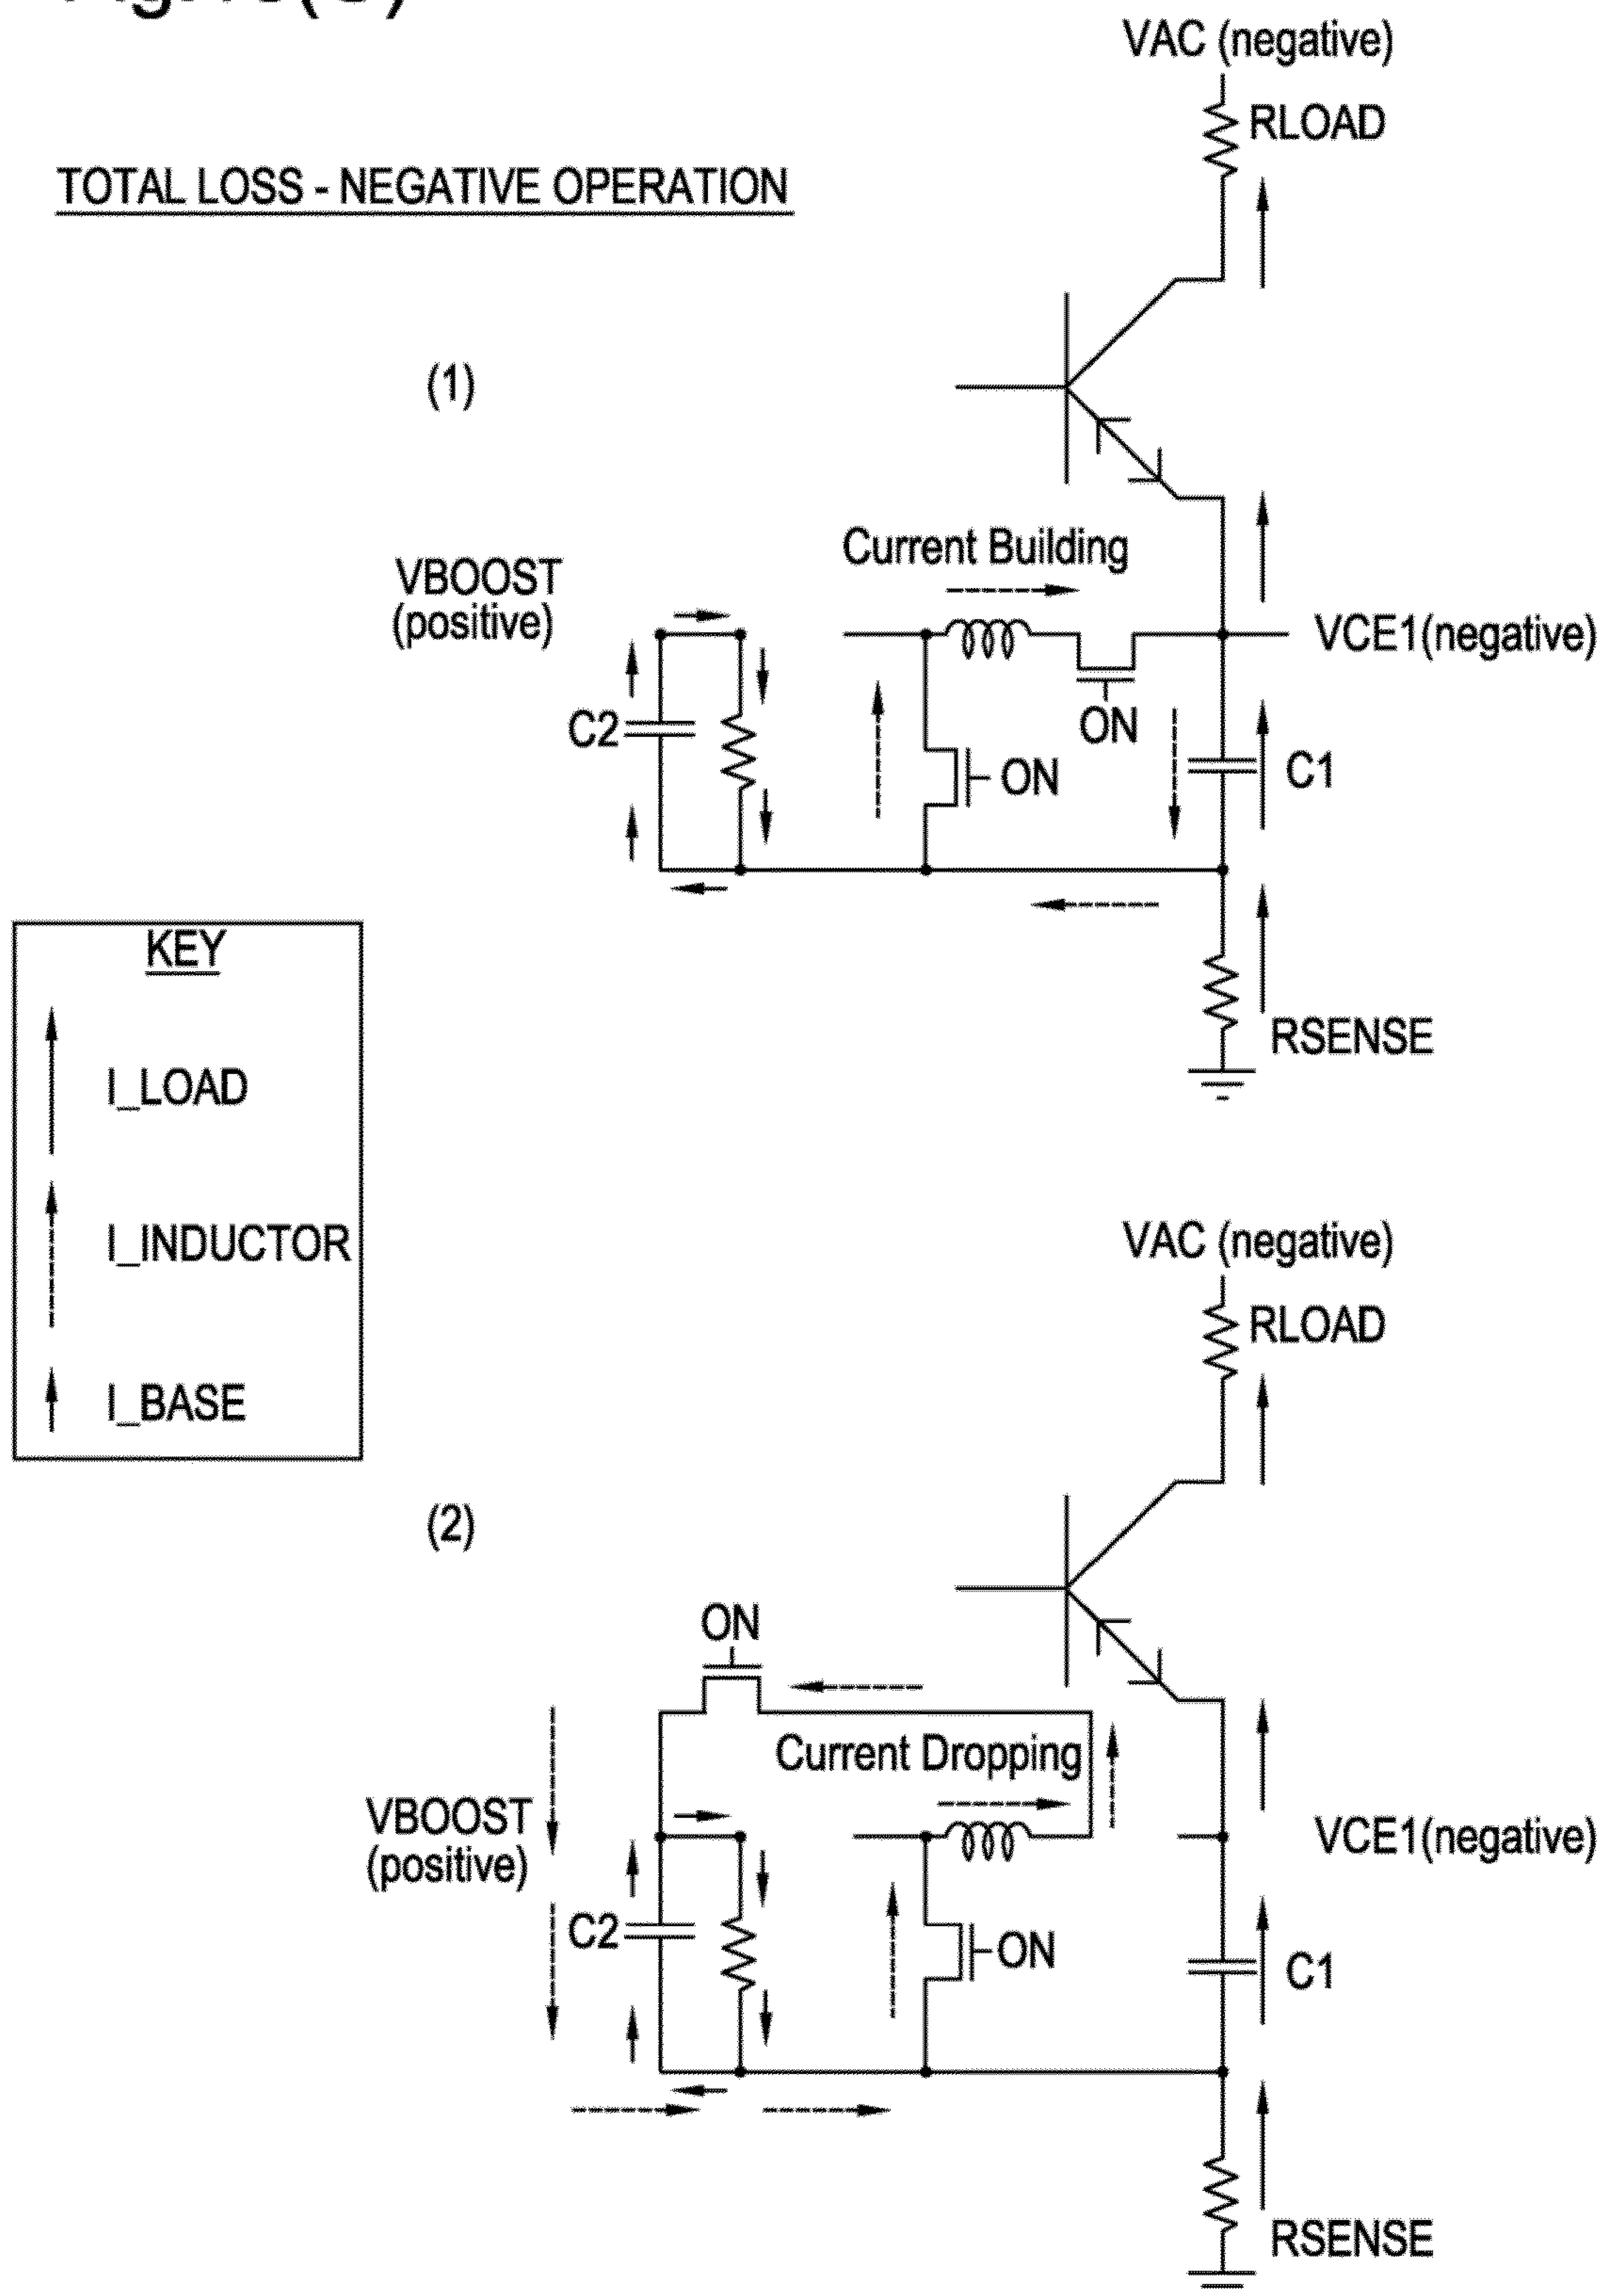 VAC (negative)
RLOAD
TOTAL LOSS - NEGATIVE OPERATION
(1)
Current Building
VBOOST
(positive)
VCE1(negative)
C2
ON
ON
C1
KEY
I_LOAD
I_INDUCTOR
I_BASE
RSENSE
VAC (negative)
RLOAD
(2)
ON
Current Dropping
VBOOST
(positive)
VCE1(negative)
C2
ON
C1
RSENSE